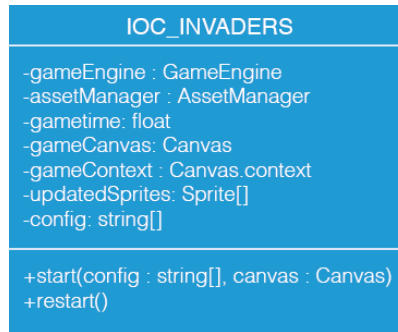 IOC_INVADERS
-gameEngine : GameEngine
-assetManager : AssetManager
-gametime: float
-gameCanvas: Canvas
-gameContext : Canvas.context
-updatedSprites: Sprite[]
-config: string[]
+start(config : string[], canvas : Canvas)
+restart()